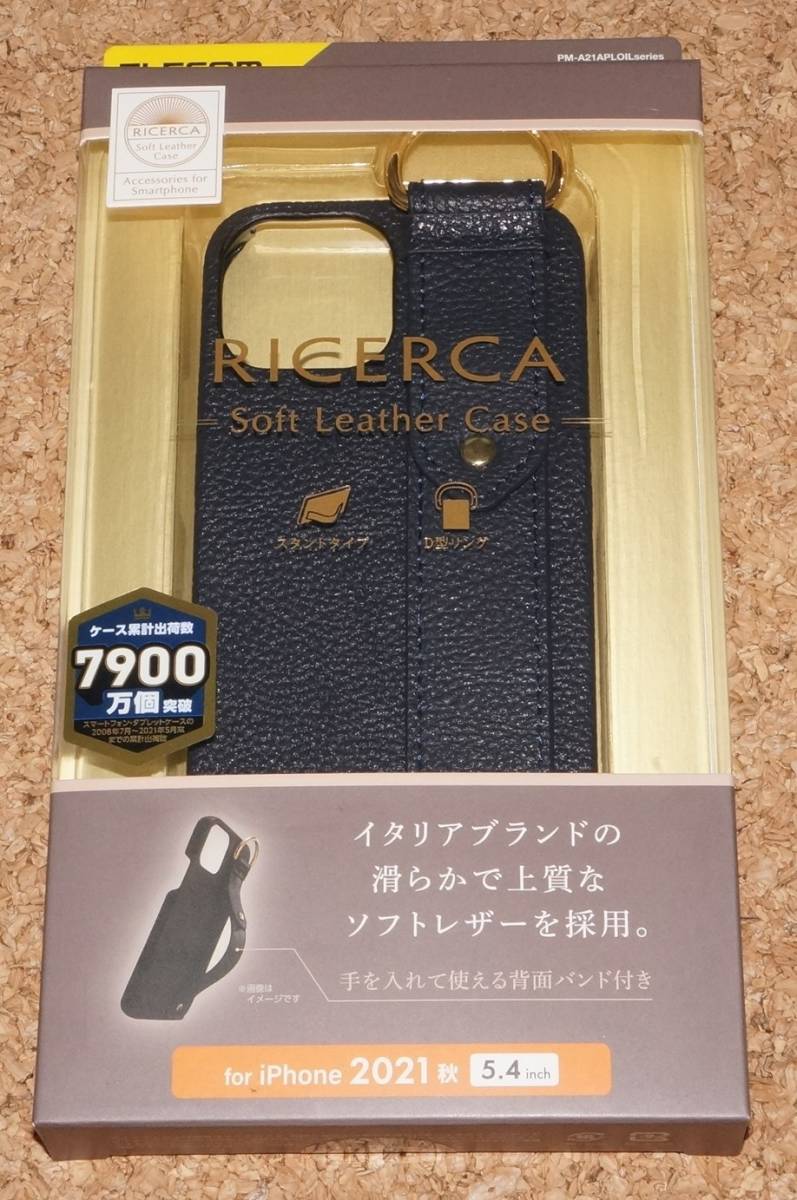 ELECOM
PM-A21APLOILseries
RICERCA
Soft Leather
Case
Accessories for
Smartphone
RICERCA
Soft Leather Case
スタンドタイプ
D型リング
ケース累計出荷数
7900
万個突破
スマートフォン・タブレットケースの
2008年7月~2021年5月末
までの累計出荷数
イタリアブランドの
滑らかで上質な
ソフトレザーを採用。
手を入れて使える背面バンド付き
※画像は
イメージです
for iPhone 2021 秋 5.4 inch